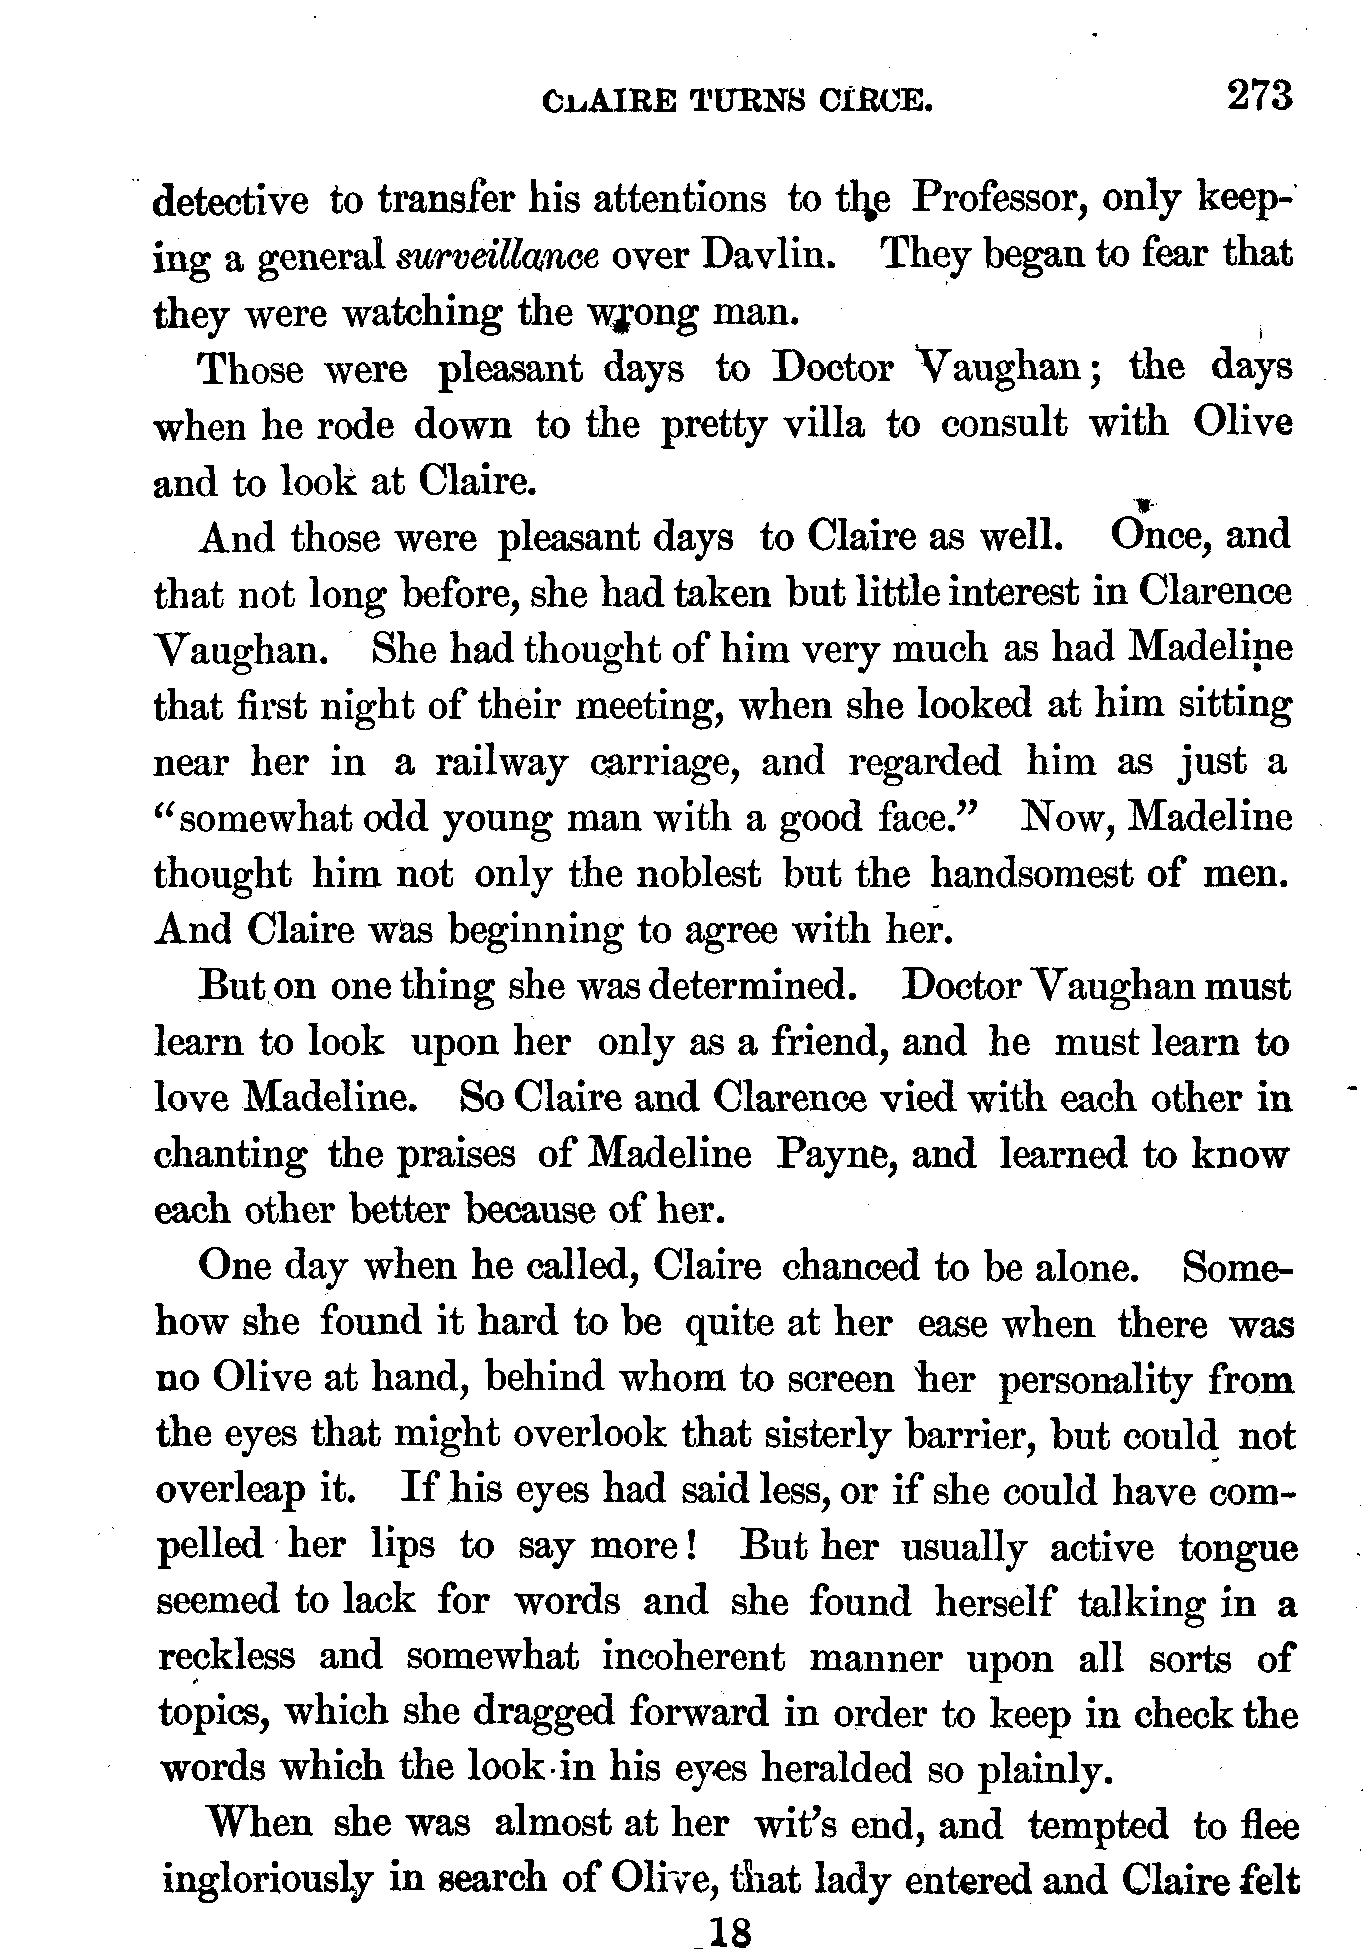 CLAIRE TURNS CIRCE. 273
detective to transfer his attentions to the Professor, only keep-
ing a general surveillance over Davlin. They began to fear that
they were watching the wrong man.
Those were pleasant days to Doctor Vaughan; the days
when he rode down to the pretty villa to consult with Olive
and to look at Claire.
And those were pleasant days to Claire as well. Once, and
that not long before, she had taken but little interest in Clarence
Vaughan. She had thought of him very much as had Madeline
that first night of their meeting, when she looked at him sitting
near her in a railway carriage, and regarded him as just a
“somewhat odd young man with a good face.” Now, Madeline
thought him not only the noblest but the handsomest of men.
And Claire was beginning to agree with her.
But on one thing she was determined. Doctor Vaughan must
learn to look upon her only as a friend, and he must learn to
love Madeline. So Claire and Clarence vied with each other in
chanting the praises of Madeline Payne, and learned to know
each other better because of her.
One day when he called, Claire chanced to be alone. Some-
how she found it hard to be quite at her ease when there was
no Olive at hand, behind whom to screen her personality from
the eyes that might overlook that sisterly barrier, but could not
overleap it. If his eyes had said less, or if she could have com-
pelled her lips to say more! But her usually active tongue
seemed to lack for words and she found herself talking in a
reckless and somewhat incoherent manner upon all sorts of
topics, which she dragged forward in order to keep in check the
words which the look in his eyes heralded so plainly.
When she was almost at her wit’s end, and tempted to flee
ingloriously in search of Olive, that lady entered and Claire felt
18